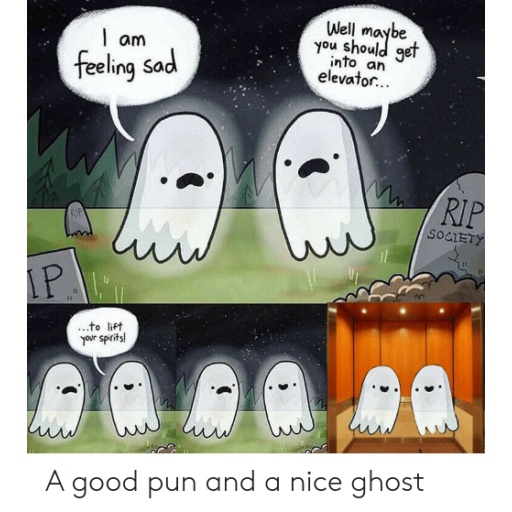 I am
feeling sad
Well maybe
you should get
into an
elevator...
RIP
RIP
SOCIETY
IP
...to lift
your spirits!
A good pun and a nice ghost